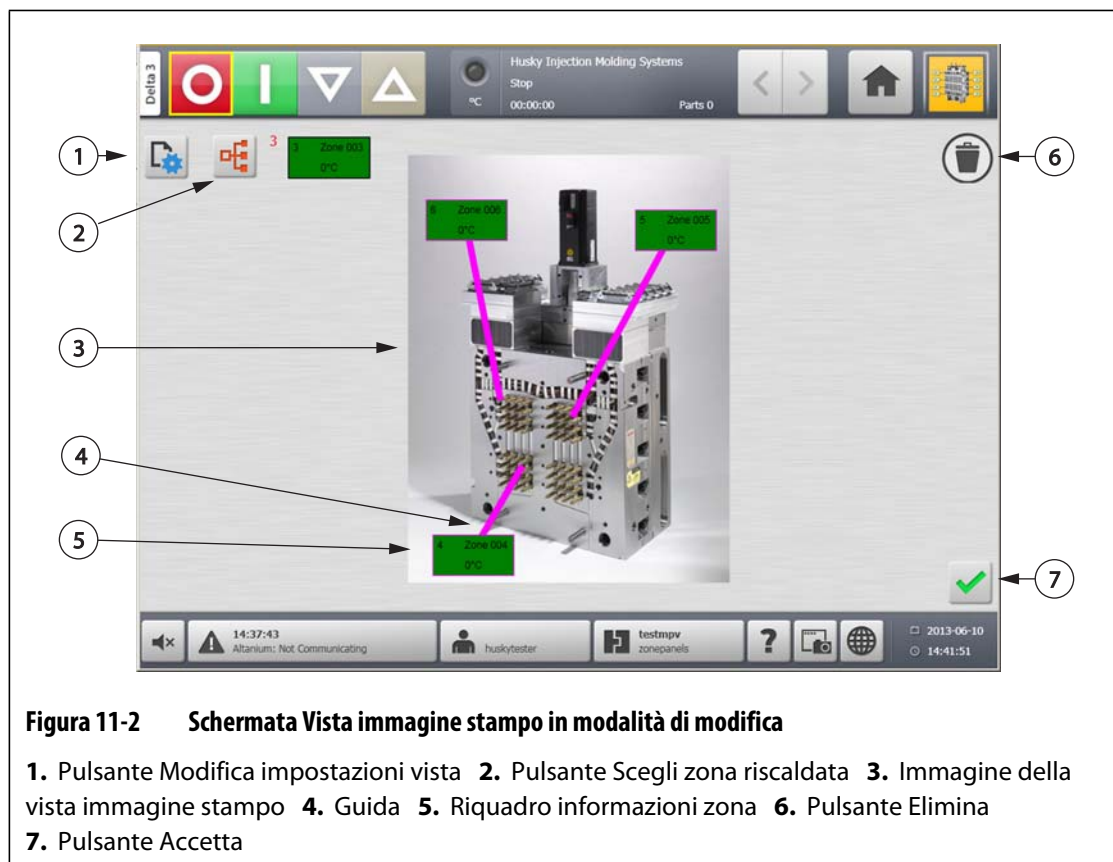 Delta 3
Husky Injection Molding Systems
Stop
ºC 00:00:00 Parts 0
1
2
3
3 Zone 003
0°C
6
6 Zone 006
0°C
5 Zone 005
0°C
3
4
5
4 Zone 004
0°C
7
14:37:43
Altanium: Not Communicating
huskytester
testmpv
zonepanels
?
2013-06-10
14:41:51
Figura 11-2 Schermata Vista immagine stampo in modalità di modifica
1. Pulsante Modifica impostazioni vista 2. Pulsante Scegli zona riscaldata 3. Immagine della
vista immagine stampo 4. Guida 5. Riquadro informazioni zona 6. Pulsante Elimina
7. Pulsante Accetta